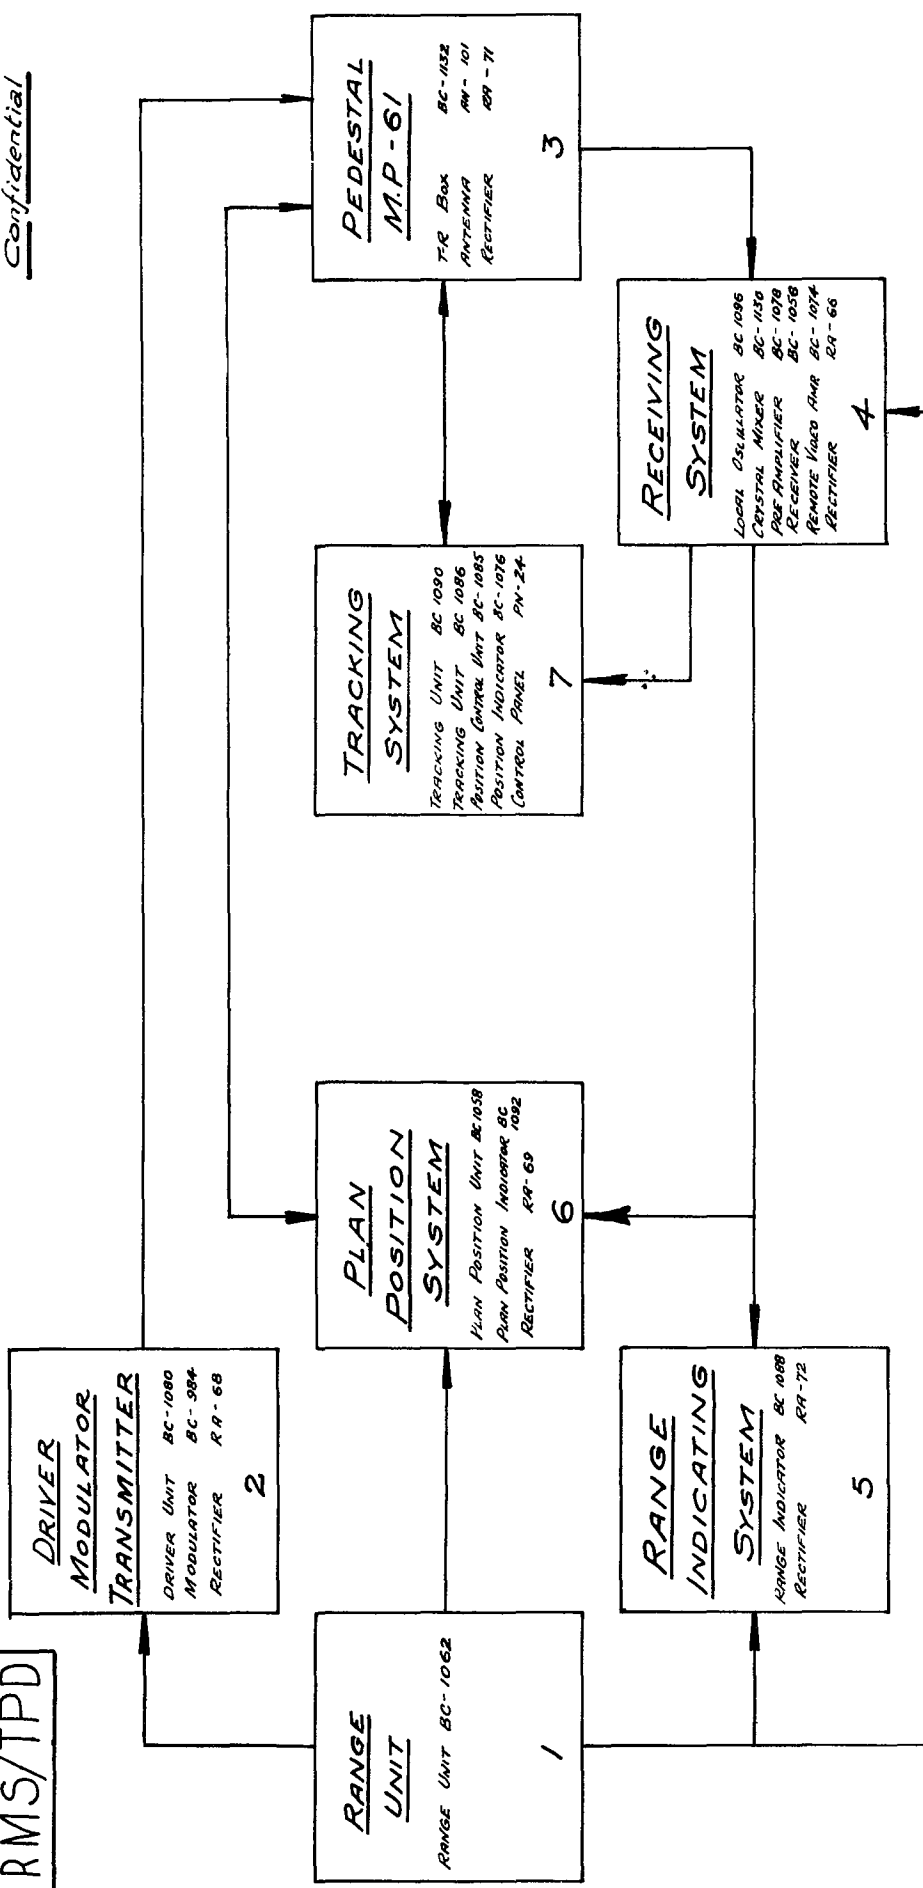 RMS/TPD
Confidential
RANGE
UNIT
RANGE UNIT BC-1062
1
DRIVER
MODULATOR
TRANSMITTER
DRIVER UNIT BC-1080
MODULATOR BC-984
RECTIFIER RA-68
2
PEDESTAL
M.P-61
T-R BOX BC-1132
ANTENNA AN-101
RECTIFIER RA-71
3
RECEIVING
SYSTEM
LOCAL OSCILLATOR BC 1096
CRYSTAL MIXER BC-1130
PRE AMPLIFIER BC-1078
RECEIVER BC-1056
REMOTE VIDEO AMP. BC-1074
RECTIFIER RA-66
4
RANGE
INDICATING
SYSTEM
RANGE INDICATOR BC 1088
RECTIFIER RA-72
5
PLAN
POSITION
SYSTEM
PLAN POSITION UNIT BC 1058
PLAN POSITION INDICATOR BC
1092
RECTIFIER RA-69
6
TRACKING
SYSTEM
TRACKING UNIT BC 1090
TRACKING UNIT BC 1086
POSITION CONTROL UNIT BC-1085
POSITION INDICATOR BC-1076
CONTROL PANEL PN-24
7